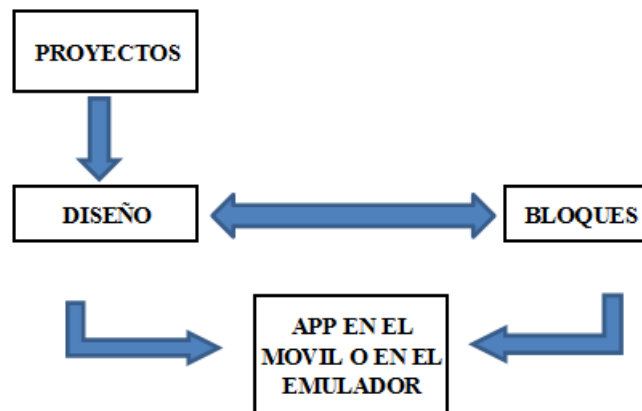 PROYECTOS
DISEÑO
BLOQUES
APP EN EL
MOVIL O EN EL
EMULADOR